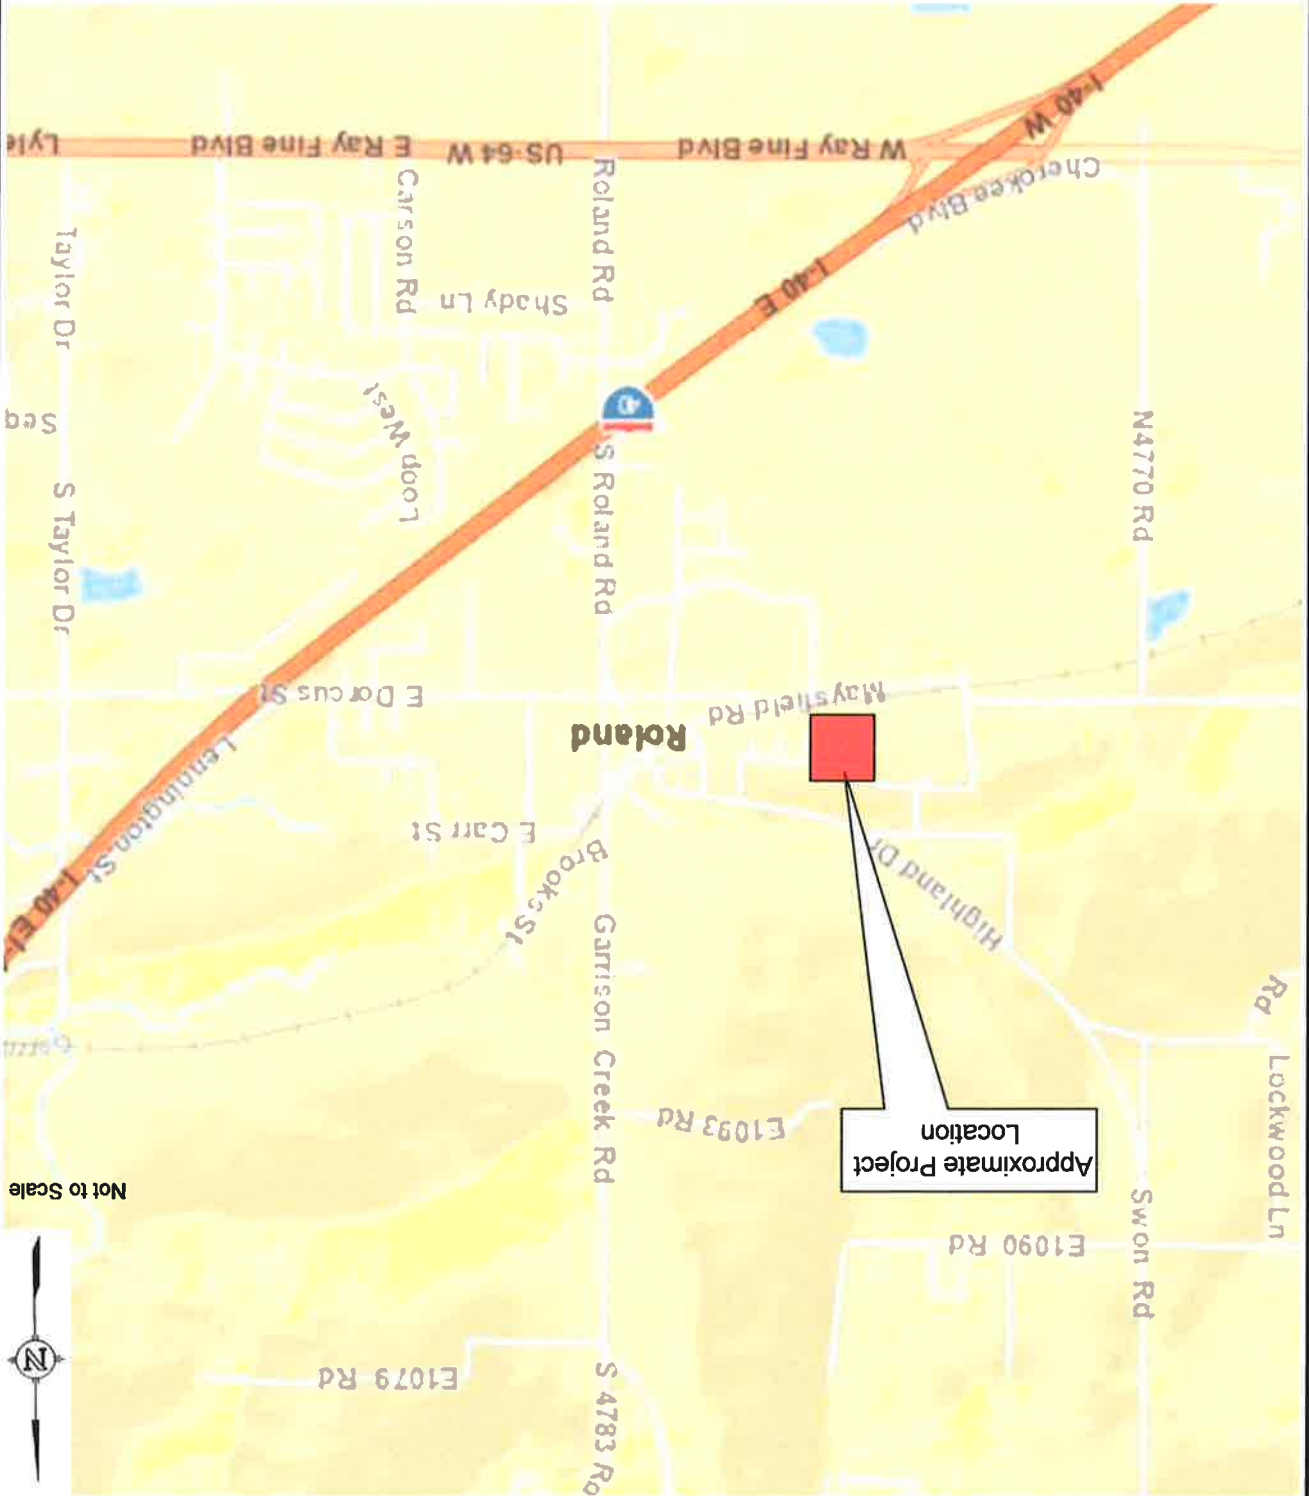 S 4783 Rd
E1079 Rd
N
E1090 Rd
Swon Rd
Not to Scale
Approximate Project
Location
Lockwood Ln
Rd
E1093 Rd
Garrison Creek Rd
Highland Dr
Brooks St
I-40 E
E Carr St
Lennington St
Roland
Maysfield Rd
E Dorcus St
N4770 Rd
S Roland Rd
S Taylor Dr
Loop West
40
Seq
Shady Ln
I-40 E
Roland Rd
Carson Rd
Taylor Dr
Cherokee Blvd
W Ray Fine Blvd
US-64 W
E Ray Fine Blvd
Lyle
I-40 W